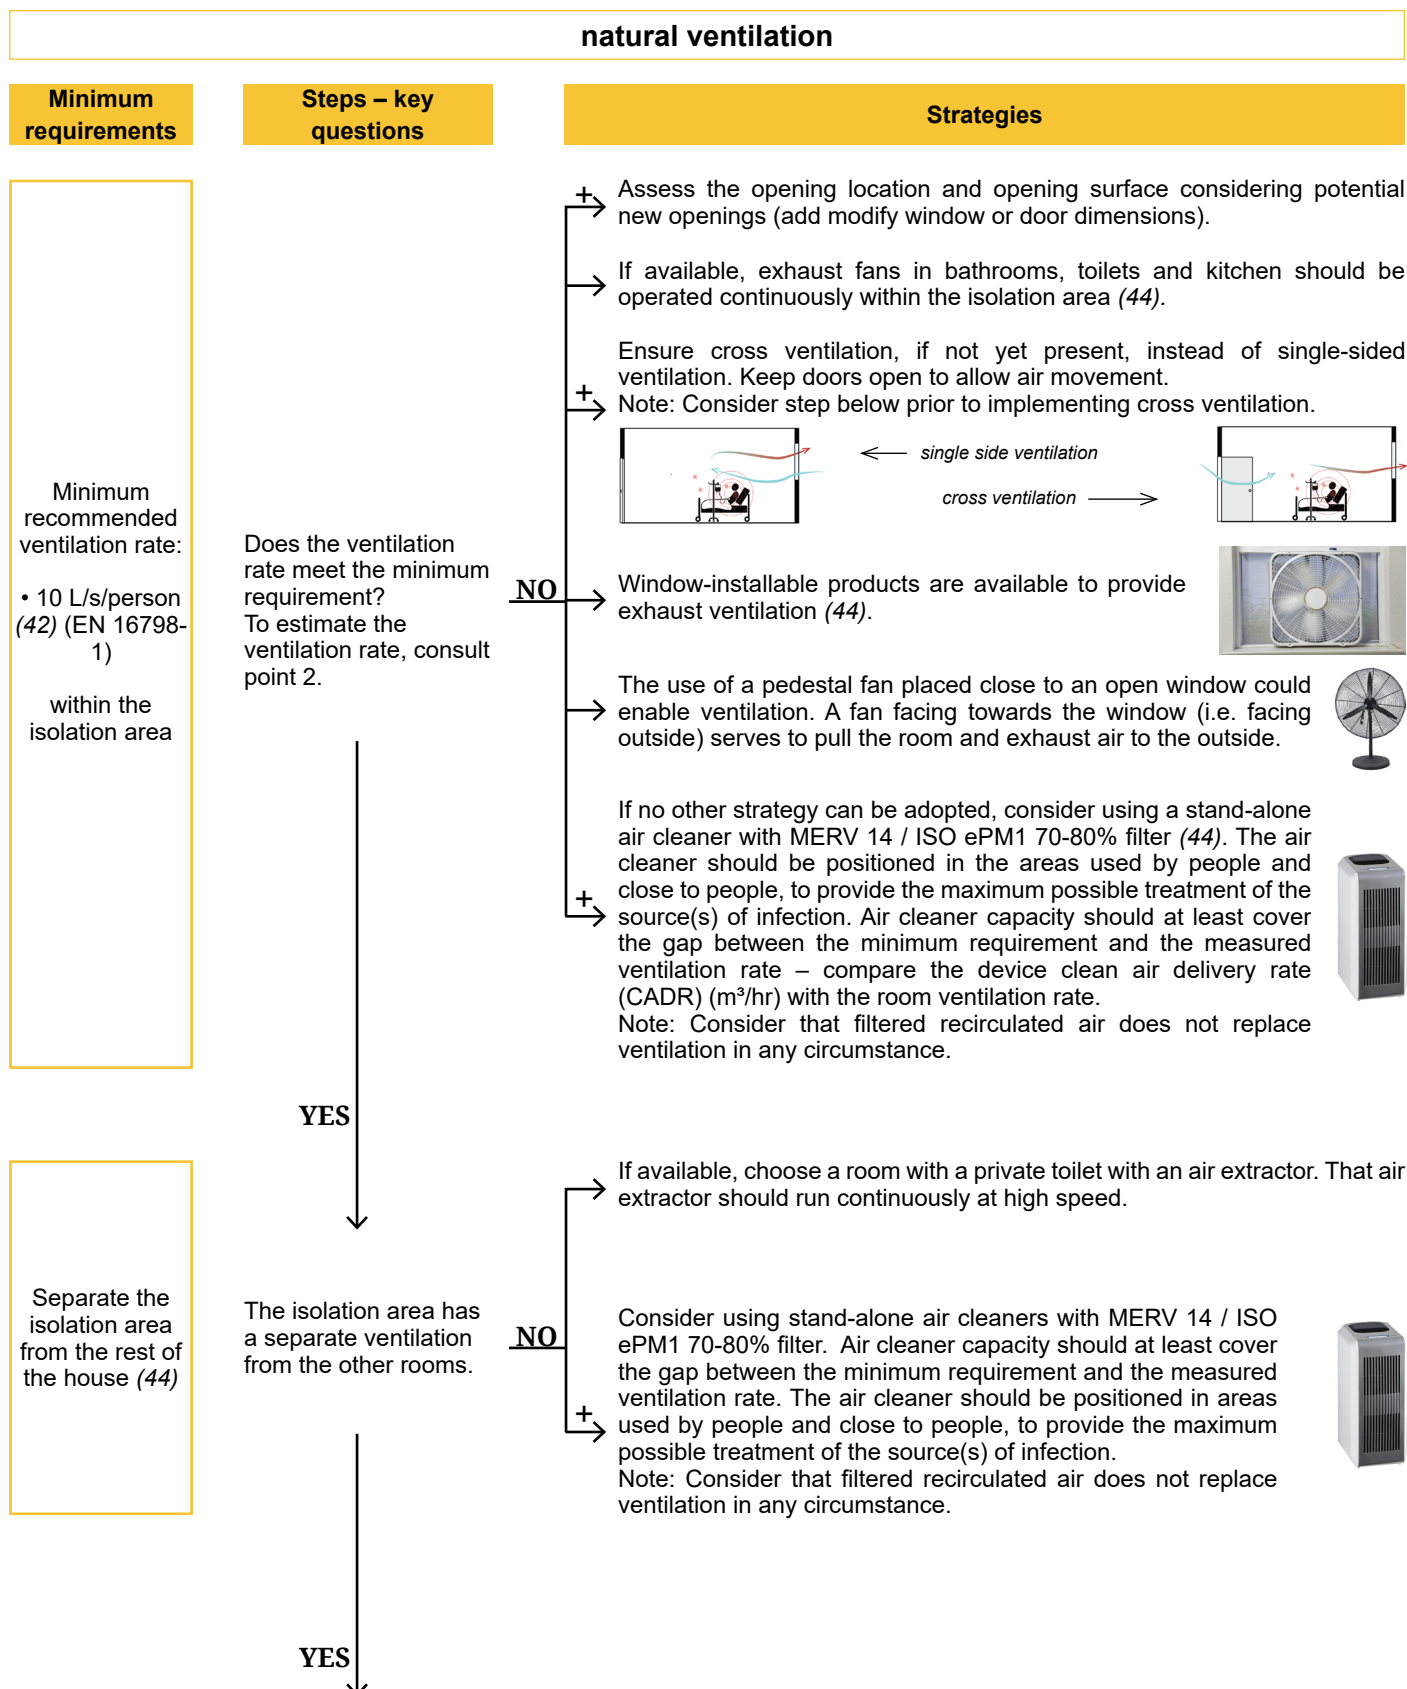 natural ventilation
Minimum
requirements
Steps – key
questions
Strategies
Minimum
recommended
ventilation rate:
• 10 L/s/person
(42) (EN 16798-
1)
within the
isolation area
Does the ventilation
rate meet the minimum
requirement?
To estimate the
ventilation rate, consult
point 2.
NO
+
Assess the opening location and opening surface considering potential
new openings (add modify window or door dimensions).
If available, exhaust fans in bathrooms, toilets and kitchen should be
operated continuously within the isolation area (44).
Ensure cross ventilation, if not yet present, instead of single-sided
ventilation. Keep doors open to allow air movement.
+
Note: Consider step below prior to implementing cross ventilation.
single side ventilation
cross ventilation
Window-installable products are available to provide
exhaust ventilation (44).
The use of a pedestal fan placed close to an open window could
enable ventilation. A fan facing towards the window (i.e. facing
outside) serves to pull the room and exhaust air to the outside.
If no other strategy can be adopted, consider using a stand-alone
air cleaner with MERV 14 / ISO ePM1 70-80% filter (44). The air
cleaner should be positioned in the areas used by people and
close to people, to provide the maximum possible treatment of the
+
source(s) of infection. Air cleaner capacity should at least cover
the gap between the minimum requirement and the measured
ventilation rate – compare the device clean air delivery rate
(CADR) (m³/hr) with the room ventilation rate.
Note: Consider that filtered recirculated air does not replace
ventilation in any circumstance.
YES
Separate the
isolation area
from the rest of
the house (44)
The isolation area has
a separate ventilation
from the other rooms.
NO
If available, choose a room with a private toilet with an air extractor. That air
extractor should run continuously at high speed.
Consider using stand-alone air cleaners with MERV 14 / ISO
ePM1 70-80% filter. Air cleaner capacity should at least cover
the gap between the minimum requirement and the measured
ventilation rate. The air cleaner should be positioned in areas
+
used by people and close to people, to provide the maximum
possible treatment of the source(s) of infection.
Note: Consider that filtered recirculated air does not replace
ventilation in any circumstance.
YES